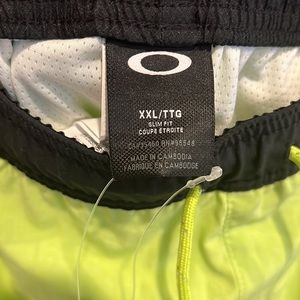 XXL/TTG
SLIM FIT
COUPE ETROITE
MADE IN CAMBODIA
FABRIQUE EN CAMBODGE